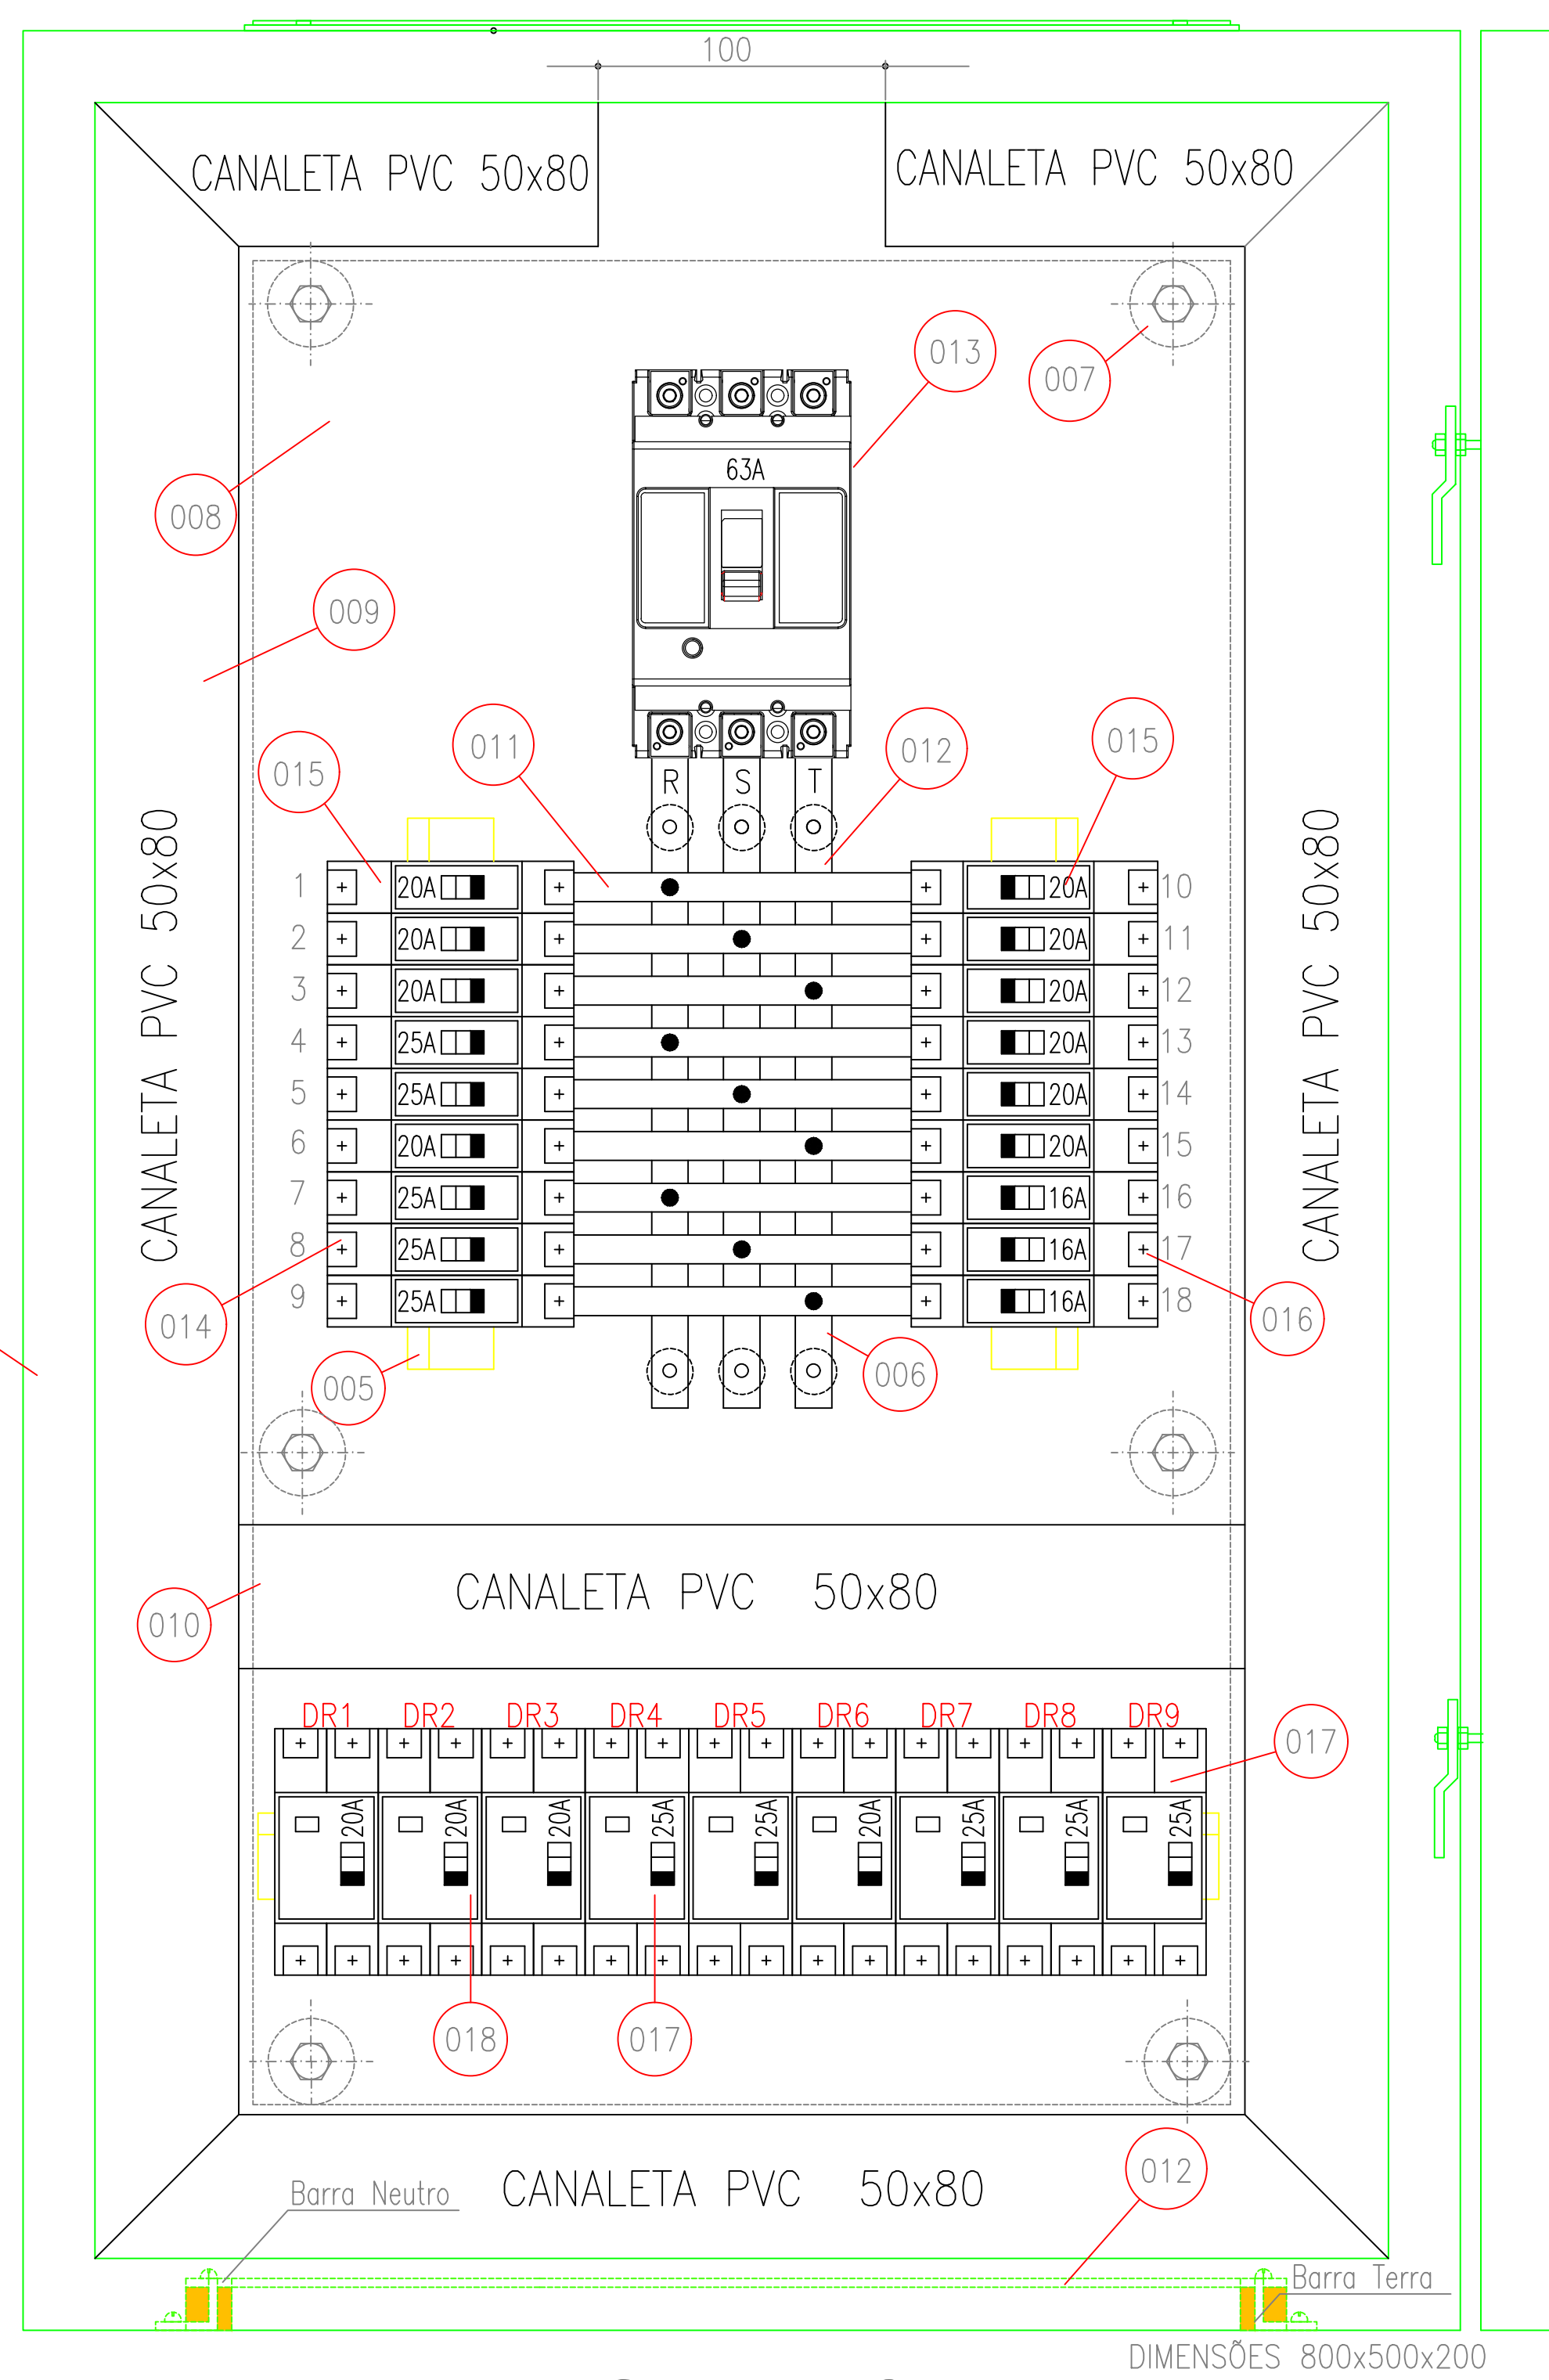 100
CANALETA PVC 50x80
CANALETA PVC 50x80
013
007
63A
008
009
011
012
015
015
R S T
CANALETA PVC 50x80
CANALETA PVC 50x80
1 20A 20A 10
2 20A 20A 11
3 20A 20A 12
4 25A 20A 13
5 25A 20A 14
6 20A 20A 15
7 25A 16A 16
8 25A 16A 17
9 25A 16A 18
014
016
005
006
CANALETA PVC 50x80
010
DR1 DR2 DR3 DR4 DR5 DR6 DR7 DR8 DR9
017
20A 20A 20A 25A 25A 20A 25A 25A 25A
018
017
012
Barra Neutro
CANALETA PVC 50x80
Barra Terra
DIMENSÕES 800x500x200